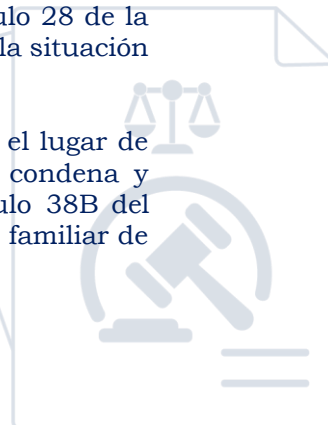 ulo 28 de la
la situación
el lugar de
condena y
ulo 38B del
familiar de